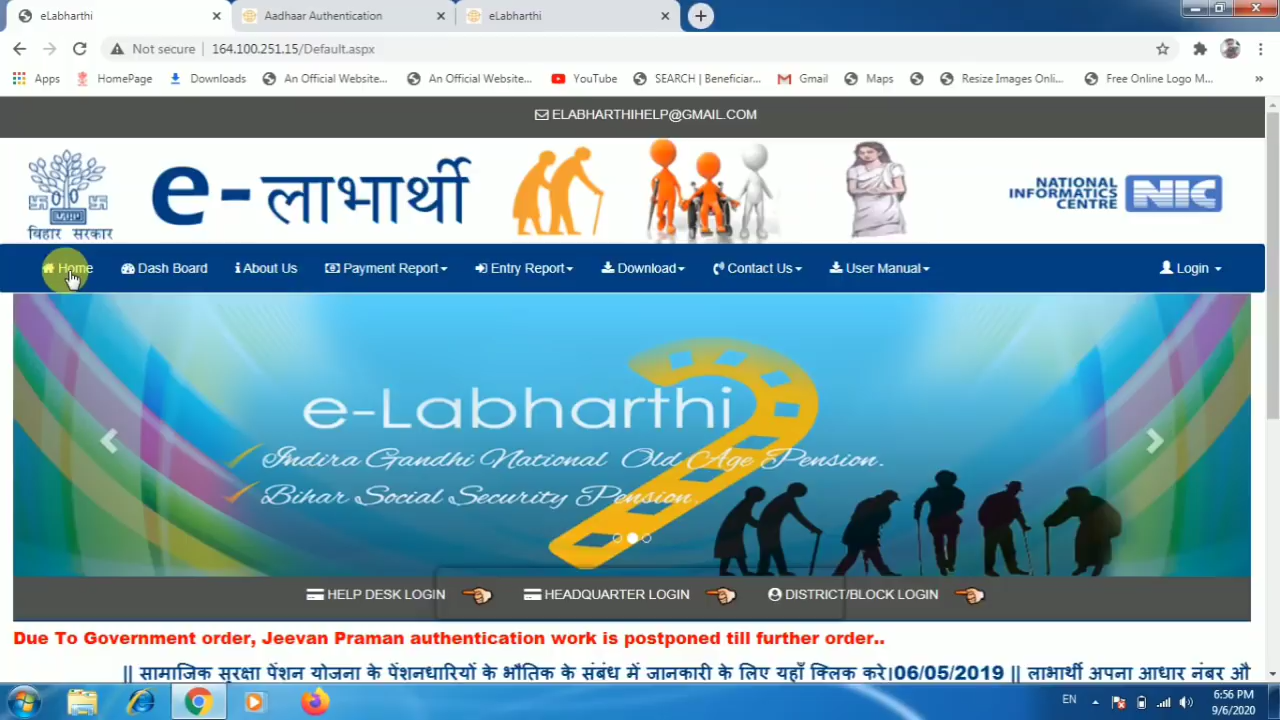 eLabharthi
Aadhaar Authentication
eLabharthi
Not secure
164.100.251.15/Default.aspx
Apps
HomePage
Downloads
An Official Website...
An Official Website...
YouTube
SEARCH | Beneficiar...
Gmail
Maps
Resize Images Onli...
Free Online Logo M...
»
ELABHARTHIHELP@GMAIL.COM
बिहार सरकार
e-लाभार्थी
NATIONAL
INFORMATICS
CENTRE
NIC
Home
Dash Board
About Us
Payment Report
Entry Report
Download
Contact Us
User Manual
Login
e-Labharthi
2
Indira Gandhi National Old Age Pension.
Bihar Social Security Pension.
HELP DESK LOGIN
HEADQUARTER LOGIN
DISTRICT/BLOCK LOGIN
Due To Government order, Jeevan Praman authentication work is postponed till further order..
|| सामाजिक सुरक्षा पेंशन योजना के पेंशनधारियों के भौतिक के संबंध में जानकारी के लिए यहाँ क्लिक करे।06/05/2019 || लाभार्थी अपना आधार नंबर औ
EN
6:56 PM
9/6/2020